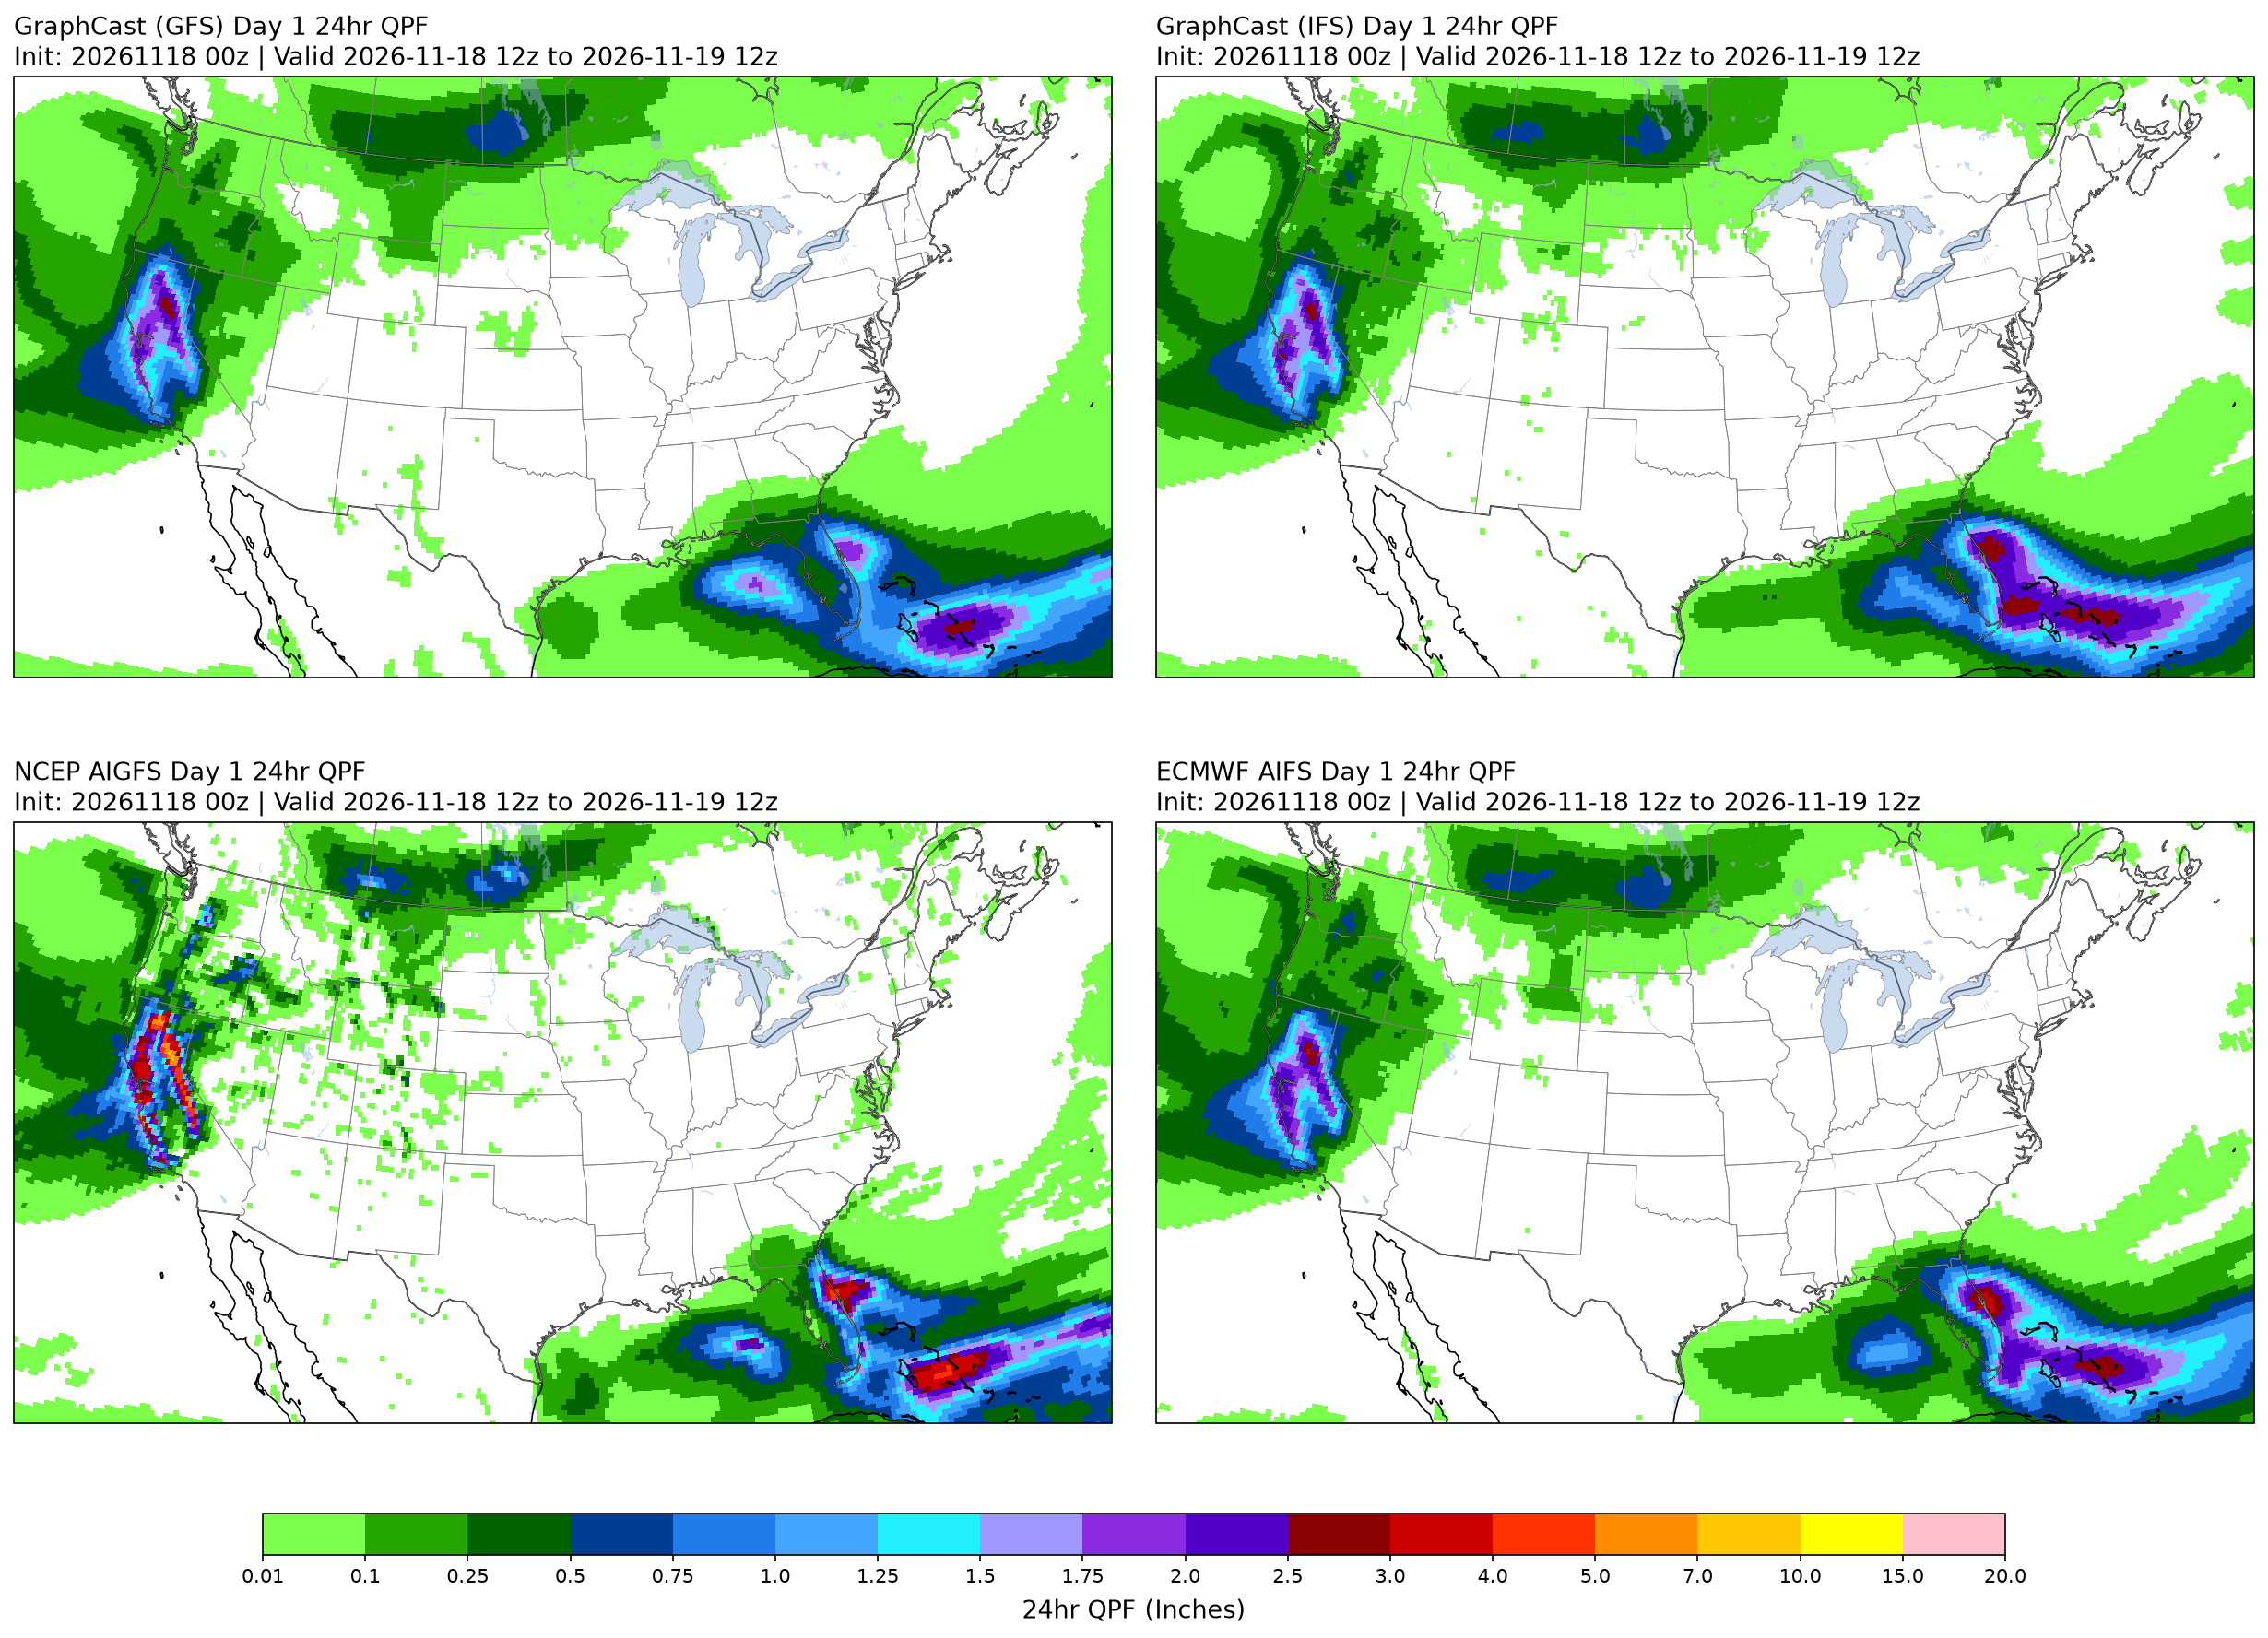 GraphCast (GFS) Day 1 24hr QPF
Init: 20261118 00z | Valid 2026-11-18 12z to 2026-11-19 12z
GraphCast (IFS) Day 1 24hr QPF
Init: 20261118 00z | Valid 2026-11-18 12z to 2026-11-19 12z
NCEP AIGFS Day 1 24hr QPF
Init: 20261118 00z | Valid 2026-11-18 12z to 2026-11-19 12z
ECMWF AIFS Day 1 24hr QPF
Init: 20261118 00z | Valid 2026-11-18 12z to 2026-11-19 12z
0.01 0.1 0.25 0.5 0.75 1.0 1.25 1.5 1.75 2.0 2.5 3.0 4.0 5.0 7.0 10.0 15.0 20.0
24hr QPF (Inches)